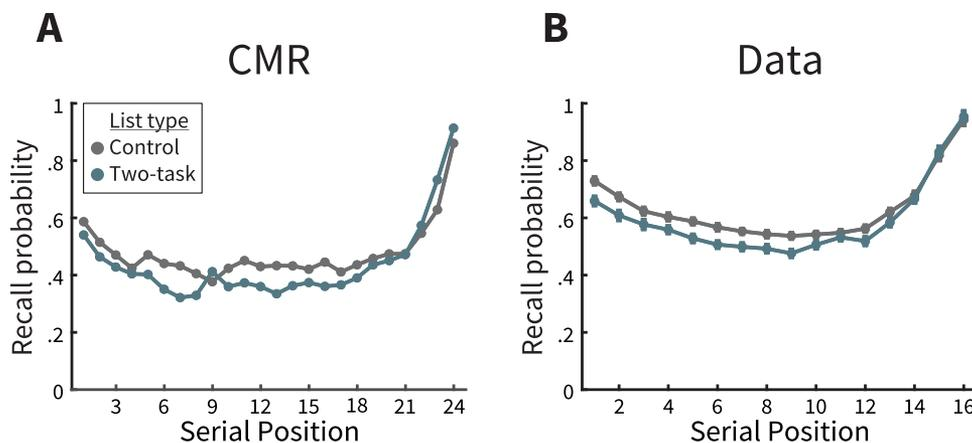 A
CMR
Recall probability
1
.8
.6
.4
.2
0
List type
Control
Two-task
3 6 9 12 15 18 21 24
Serial Position
B
Data
Recall probability
1
.8
.6
.4
.2
0
2 4 6 8 10 12 14 16
Serial Position